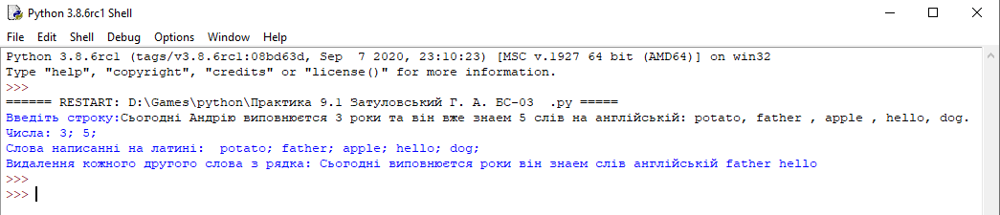 Python 3.8.6rc1 Shell
File Edit Shell Debug Options Window Help
Python 3.8.6rc1 (tags/v3.8.6rc1:08bd63d, Sep  7 2020, 23:10:23) [MSC v.1927 64 bit (AMD64)] on win32
Type "help", "copyright", "credits" or "license()" for more information.
>>>
====== RESTART: D:\Games\python\Практика 9.1 Затуловський Г. А. БС-03  .py =====
Введіть строку:Сьогодні Андрію виповнюєтся 3 роки та він вже знаем 5 слів на англійській: potato, father , apple , hello, dog.
Числа: 3; 5;
Слова написанні на латині:  potato; father; apple; hello; dog;
Видалення кожного другого слова з рядка: Сьогодні виповнюєтся роки він знаем слів англійській father hello
>>>
>>>